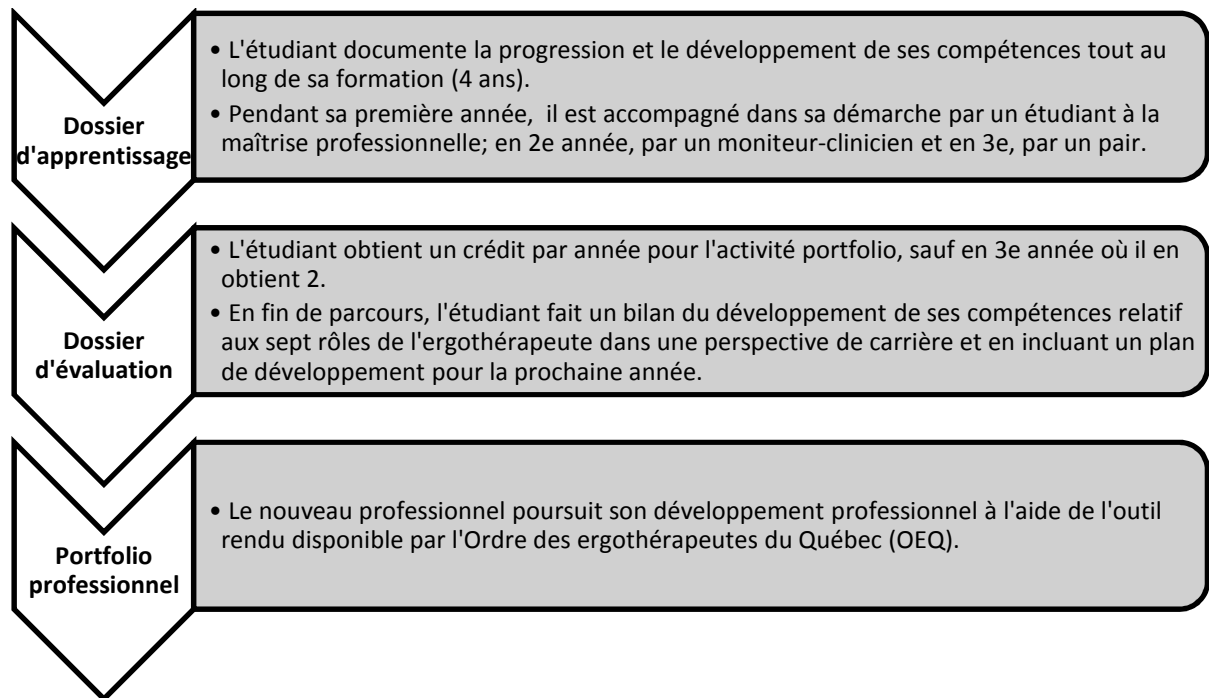 Dossier
d'apprentissage
• L'étudiant documente la progression et le développement de ses compétences tout au
long de sa formation (4 ans).
• Pendant sa première année,  il est accompagné dans sa démarche par un étudiant à la
maîtrise professionnelle; en 2e année, par un moniteur-clinicien et en 3e, par un pair.
Dossier
d'évaluation
• L'étudiant obtient un crédit par année pour l'activité portfolio, sauf en 3e année où il en
obtient 2.
• En fin de parcours, l'étudiant fait un bilan du développement de ses compétences relatif
aux sept rôles de l'ergothérapeute dans une perspective de carrière et en incluant un plan
de développement pour la prochaine année.
Portfolio
professionnel
• Le nouveau professionnel poursuit son développement professionnel à l'aide de l'outil
rendu disponible par l'Ordre des ergothérapeutes du Québec (OEQ).